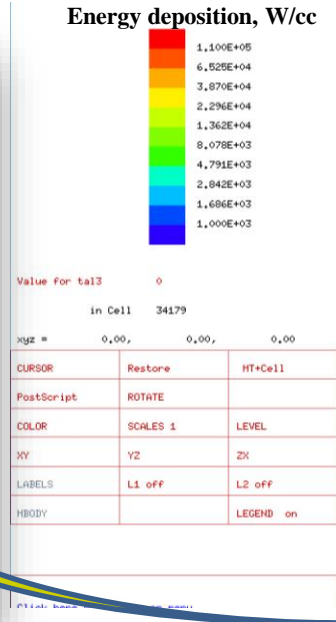 Energy deposition, W/cc
1.100E+05
6.525E+04
3.870E+04
2.296E+04
1.362E+04
8.078E+03
4.791E+03
2.842E+03
1.686E+03
1.000E+03
Value for tal3 0
in Cell 34179
xyz = 0.00, 0.00, 0.00
CURSOR Restore MT+Cell
PostScript ROTATE
COLOR SCALES 1 LEVEL
XY YZ ZX
LABELS L1 off L2 off
MBODY LEGEND on
Click here menu